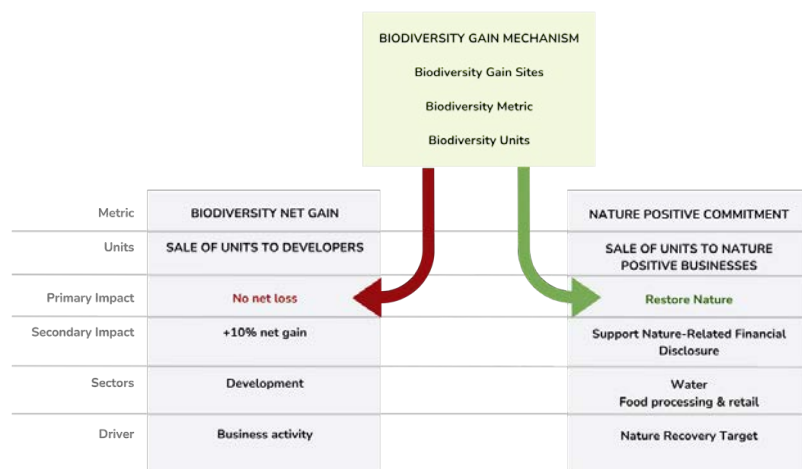 BIODIVERSITY GAIN MECHANISM
Biodiversity Gain Sites
Biodiversity Metric
Biodiversity Units
Metric
BIODIVERSITY NET GAIN
NATURE POSITIVE COMMITMENT
Units
SALE OF UNITS TO DEVELOPERS
SALE OF UNITS TO NATURE
POSITIVE BUSINESSES
Primary Impact
No net loss
Restore Nature
Secondary Impact
+10% net gain
Support Nature-Related Financial
Disclosure
Sectors
Development
Water
Food processing & retail
Driver
Business activity
Nature Recovery Target